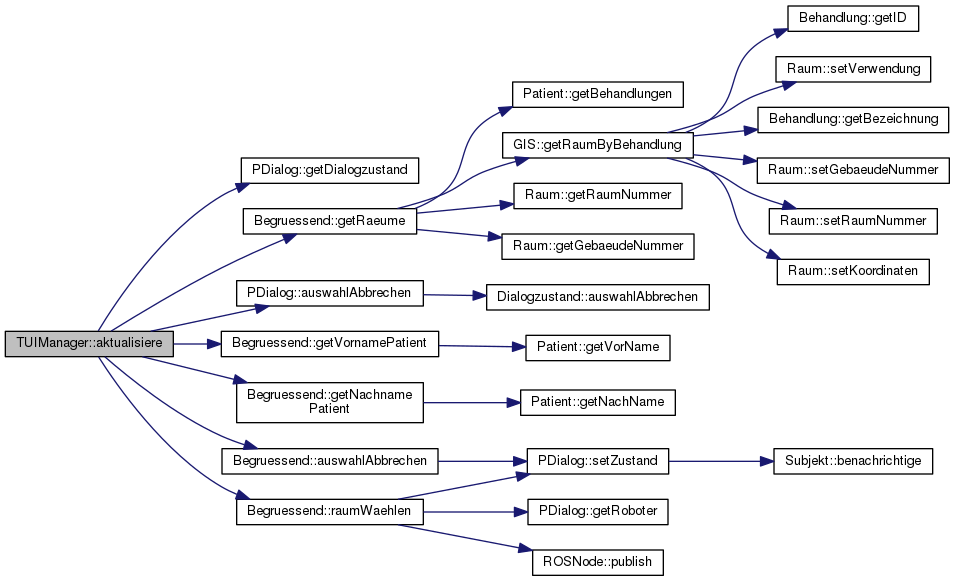 TUIManager::aktualisiere
PDialog::getDialogzustand
Begruessend::getRaeume
PDialog::auswahlAbbrechen
Begruessend::getVornamePatient
Begruessend::getNachname
Patient
Begruessend::auswahlAbbrechen
Begruessend::raumWaehlen
Patient::getBehandlungen
GIS::getRaumByBehandlung
Raum::getRaumNummer
Raum::getGebaeudeNummer
Dialogzustand::auswahlAbbrechen
Patient::getVorName
Patient::getNachName
PDialog::setZustand
PDialog::getRoboter
ROSNode::publish
Behandlung::getID
Raum::setVerwendung
Behandlung::getBezeichnung
Raum::setGebaeudeNummer
Raum::setRaumNummer
Raum::setKoordinaten
Subjekt::benachrichtige